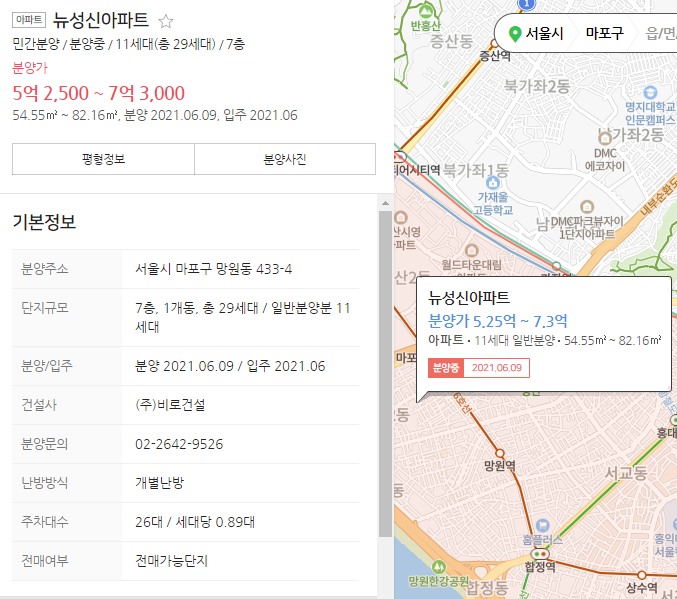 아파트 뉴성신아파트
민간분양 / 분양중 / 11세대(총 29세대) / 7층
분양가
5억 2,500 ~ 7억 3,000
54.55㎡ ~ 82.16㎡, 분양 2021.06.09, 입주 2021.06
평형정보 분양사진
기본정보
분양주소 서울시 마포구 망원동 433-4
단지규모 7층, 1개동, 총 29세대 / 일반분양분 11
세대
분양/입주 분양 2021.06.09 / 입주 2021.06
건설사 (주)비로건설
분양문의 02-2642-9526
난방방식 개별난방
주차대수 26대 / 세대당 0.89대
전매여부 전매가능단지
1
서울시 마포구 읍/면/
반홍산
증산동
증산역
북가좌2동
명지대학교
인문캠퍼스
남가좌2동
DMC
에코자이
디어시티역
북가좌1동
가재울
고등학교
내부순환도
DMC파크뷰자이
1단지아파트
월드타운대림
뉴성신아파트
분양가 5.25억 ~ 7.3억
아파트 · 11세대 일반분양 · 54.55㎡ ~ 82.16㎡
분양중 2021.06.09
마포
6호선
홍대
망원역
서교동
홈플러스
홍익
서울
합정역
망원한강공원
합정동
상수역